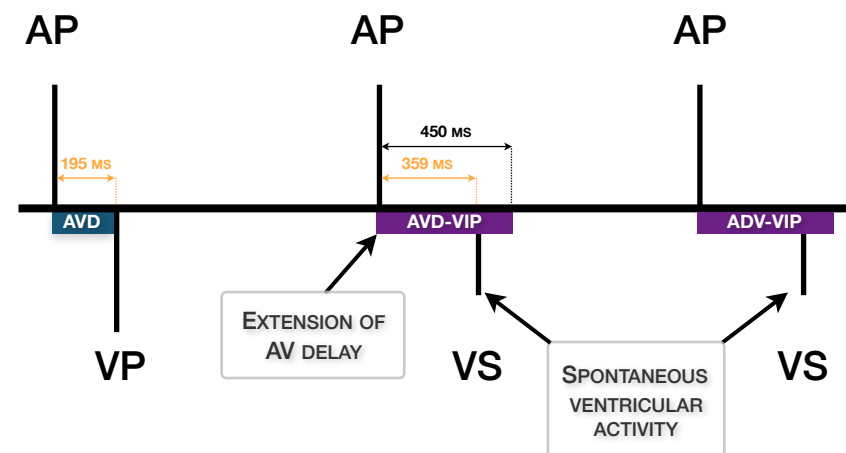 AP AP AP
450 MS
195 MS 359 MS
AVD AVD-VIP ADV-VIP
EXTENSION OF
AV DELAY
VP VS VS
SPONTANEOUS
VENTRICULAR
ACTIVITY